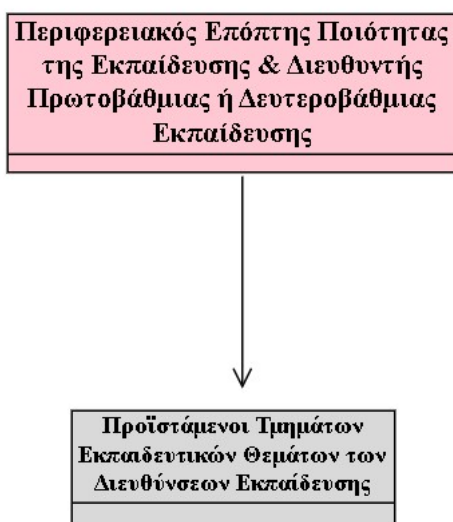 Περιφερειακός Επόπτης Ποιότητας
της Εκπαίδευσης & Διευθυντής
Πρωτοβάθμιας ή Δευτεροβάθμιας
Εκπαίδευσης
Προϊστάμενοι Τμημάτων
Εκπαιδευτικών Θεμάτων των
Διευθύνσεων Εκπαίδευσης